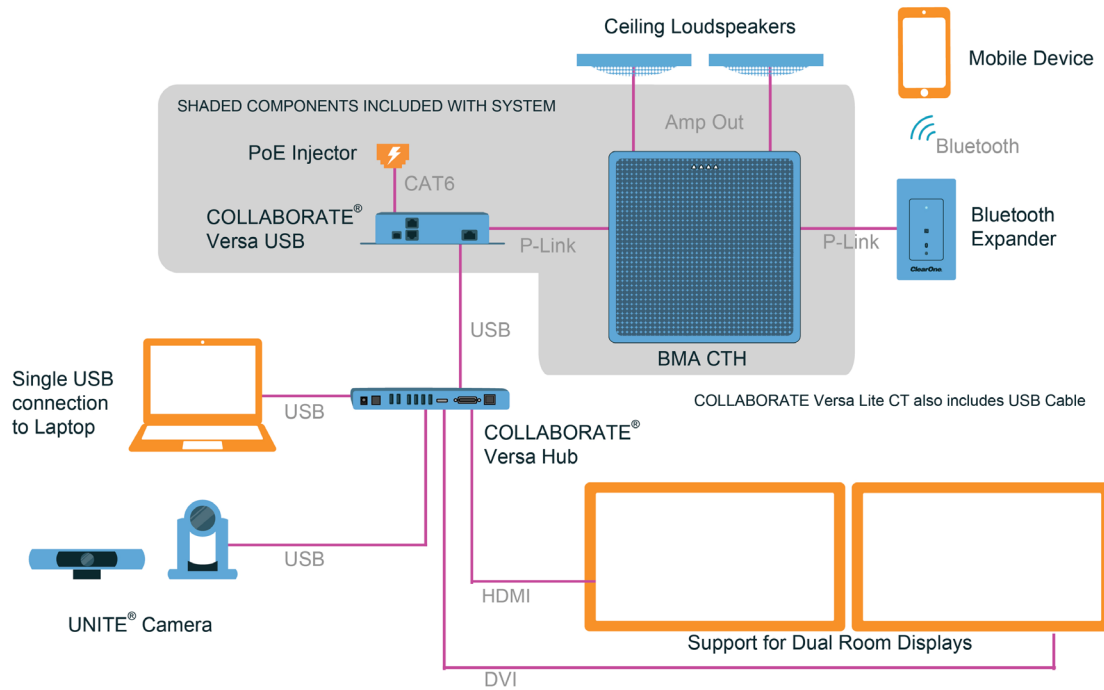 Ceiling Loudspeakers
Mobile Device
SHADED COMPONENTS INCLUDED WITH SYSTEM
Amp Out
Bluetooth
PoE Injector
CAT6
COLLABORATE®
Versa USB
P-Link
P-Link
Bluetooth
Expander
ClearOne
USB
BMA CTH
Single USB
connection
to Laptop
USB
COLLABORATE Versa Lite CT also includes USB Cable
COLLABORATE®
Versa Hub
USB
HDMI
UNITE® Camera
Support for Dual Room Displays
DVI